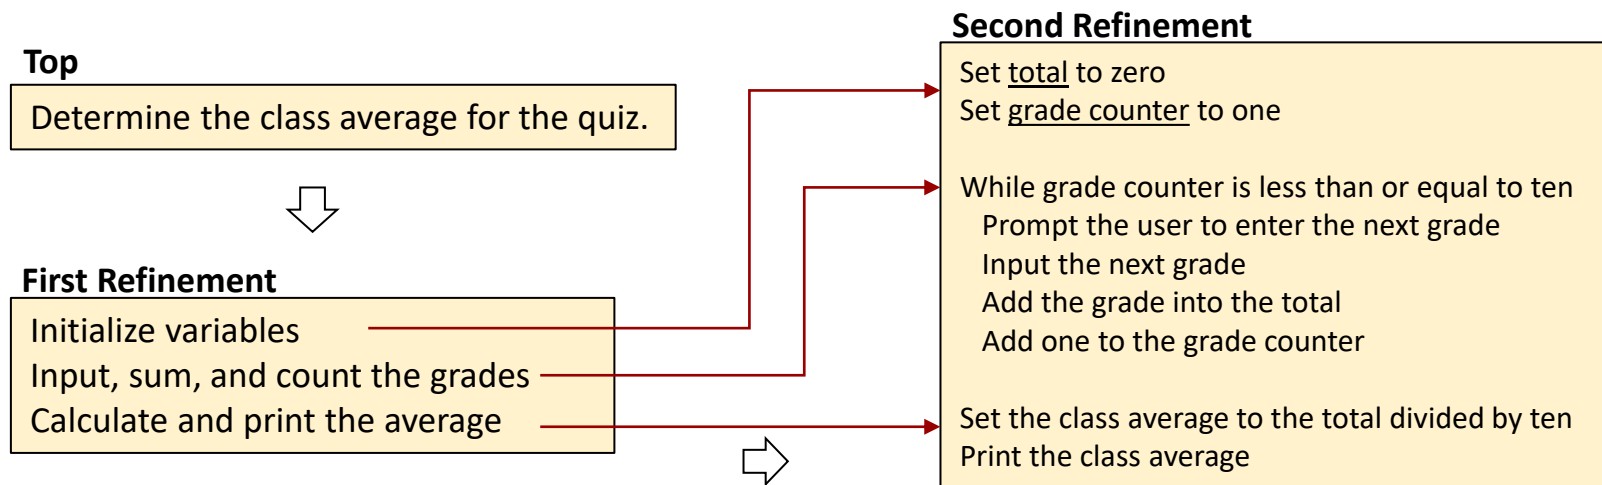 Top
Determine the class average for the quiz.
First Refinement
Initialize variables
Input, sum, and count the grades
Calculate and print the average
Second Refinement
Set total to zero
Set grade counter to one
While grade counter is less than or equal to ten
Prompt the user to enter the next grade
Input the next grade
Add the grade into the total
Add one to the grade counter
Set the class average to the total divided by ten
Print the class average